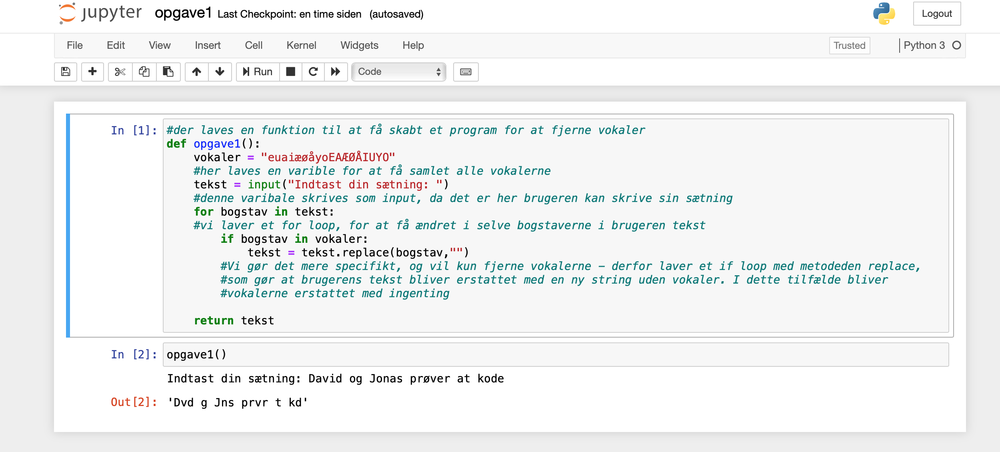 jupyter opgave1 Last Checkpoint: en time siden (autosaved) Logout
File Edit View Insert Cell Kernel Widgets Help Trusted Python 3
Run Code
In [1]: #der laves en funktion til at få skabt et program for at fjerne vokaler
def opgave1():
    vokaler = "euaiæøåyoEAÆØÅIUYO"
    #her laves en varible for at få samlet alle vokalerne
    tekst = input("Indtast din sætning: ")
    #denne varibale skrives som input, da det er her brugeren kan skrive sin sætning
    for bogstav in tekst:
    #vi laver et for loop, for at få ændret i selve bogstaverne i brugeren tekst
        if bogstav in vokaler:
            tekst = tekst.replace(bogstav,"")
        #Vi gør det mere specifikt, og vil kun fjerne vokalerne – derfor laver et if loop med metodeden replace,
        #som gør at brugerens tekst bliver erstattet med en ny string uden vokaler. I dette tilfælde bliver
        #vokalerne erstattet med ingenting
    return tekst
In [2]: opgave1()
Indtast din sætning: David og Jonas prøver at kode
Out[2]: 'Dvd g Jns prvr t kd'